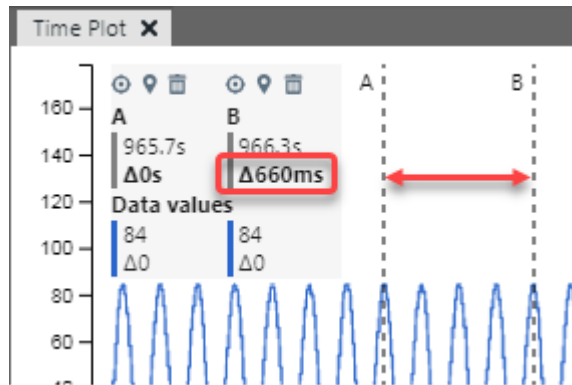 Time Plot
A B
160
A B
965.7s 966.3s
140
Δ0s Δ660ms
120
Data values
84 84
100
Δ0 Δ0
80
60
40